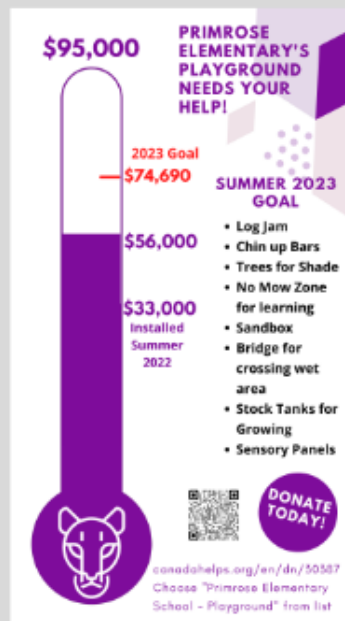 $95,000
PRIMROSE
ELEMENTARY'S
PLAYGROUND
NEEDS YOUR
HELP!
2023 Goal
$74,690
$56,000
$33,000
Installed
Summer
2022
SUMMER 2023
GOAL
• Log Jam
• Chin up Bars
• Trees for Shade
• No Mow Zone
for learning
• Sandbox
• Bridge for
crossing wet
area
• Stock Tanks for
Growing
• Sensory Panels
DONATE
TODAY!
canadahelps.org/en/dn/30387
Choose "Primrose Elementary
School - Playground" from list